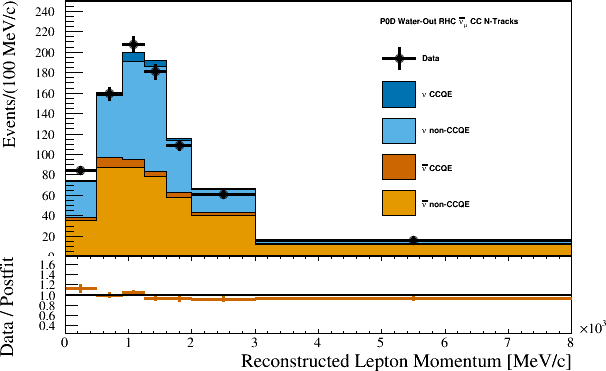 P0D Water-Out RHC ν̅μ CC N-Tracks
Data
ν CCQE
ν non-CCQE
ν̅ CCQE
ν̅ non-CCQE
Events/(100 MeV/c)
240
220
200
180
160
140
120
100
80
60
40
20
Data / Postfit
1.6
1.4
1.2
1.0
0.8
0.6
0.4
0 1 2 3 4 5 6 7 8
×10³
Reconstructed Lepton Momentum [MeV/c]